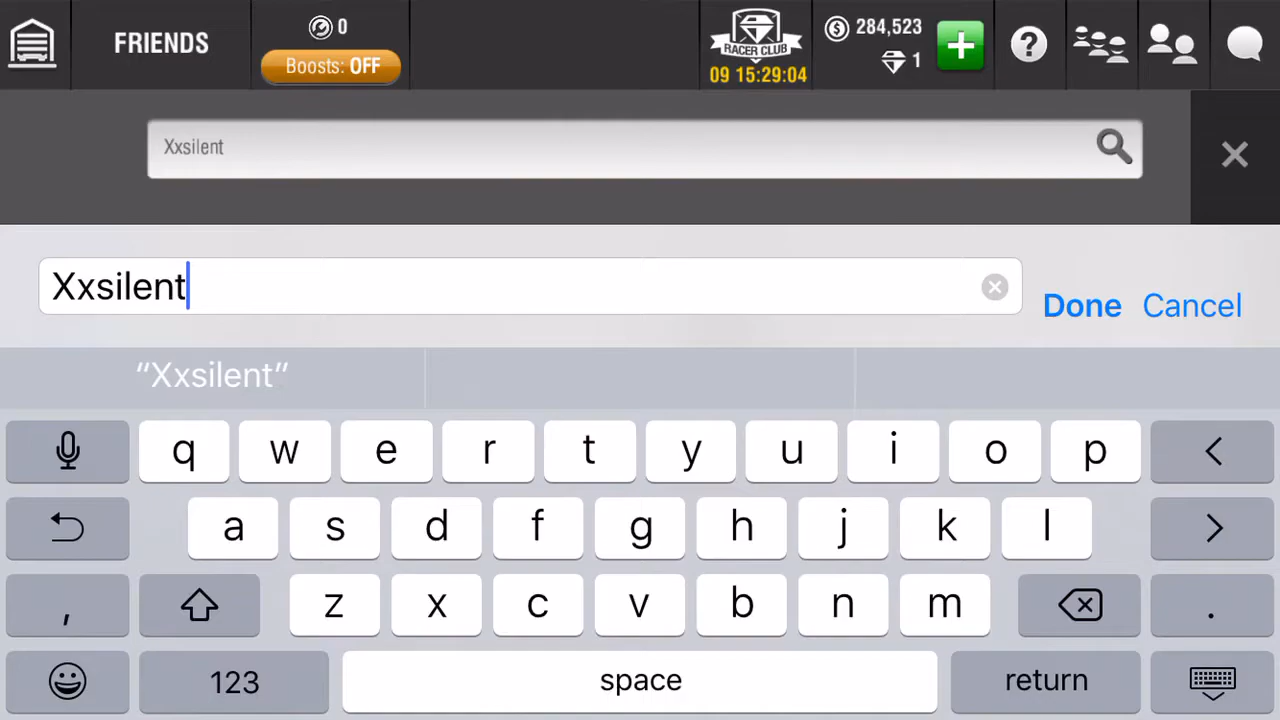 FRIENDS
0
Boosts: OFF
RACER CLUB
09 15:29:04
284,523
1
?
Xxsilent
Xxsilent
Done Cancel
“Xxsilent”
q w e r t y u i o p <
a s d f g h j k l >
, z x c v b n m .
123 space return